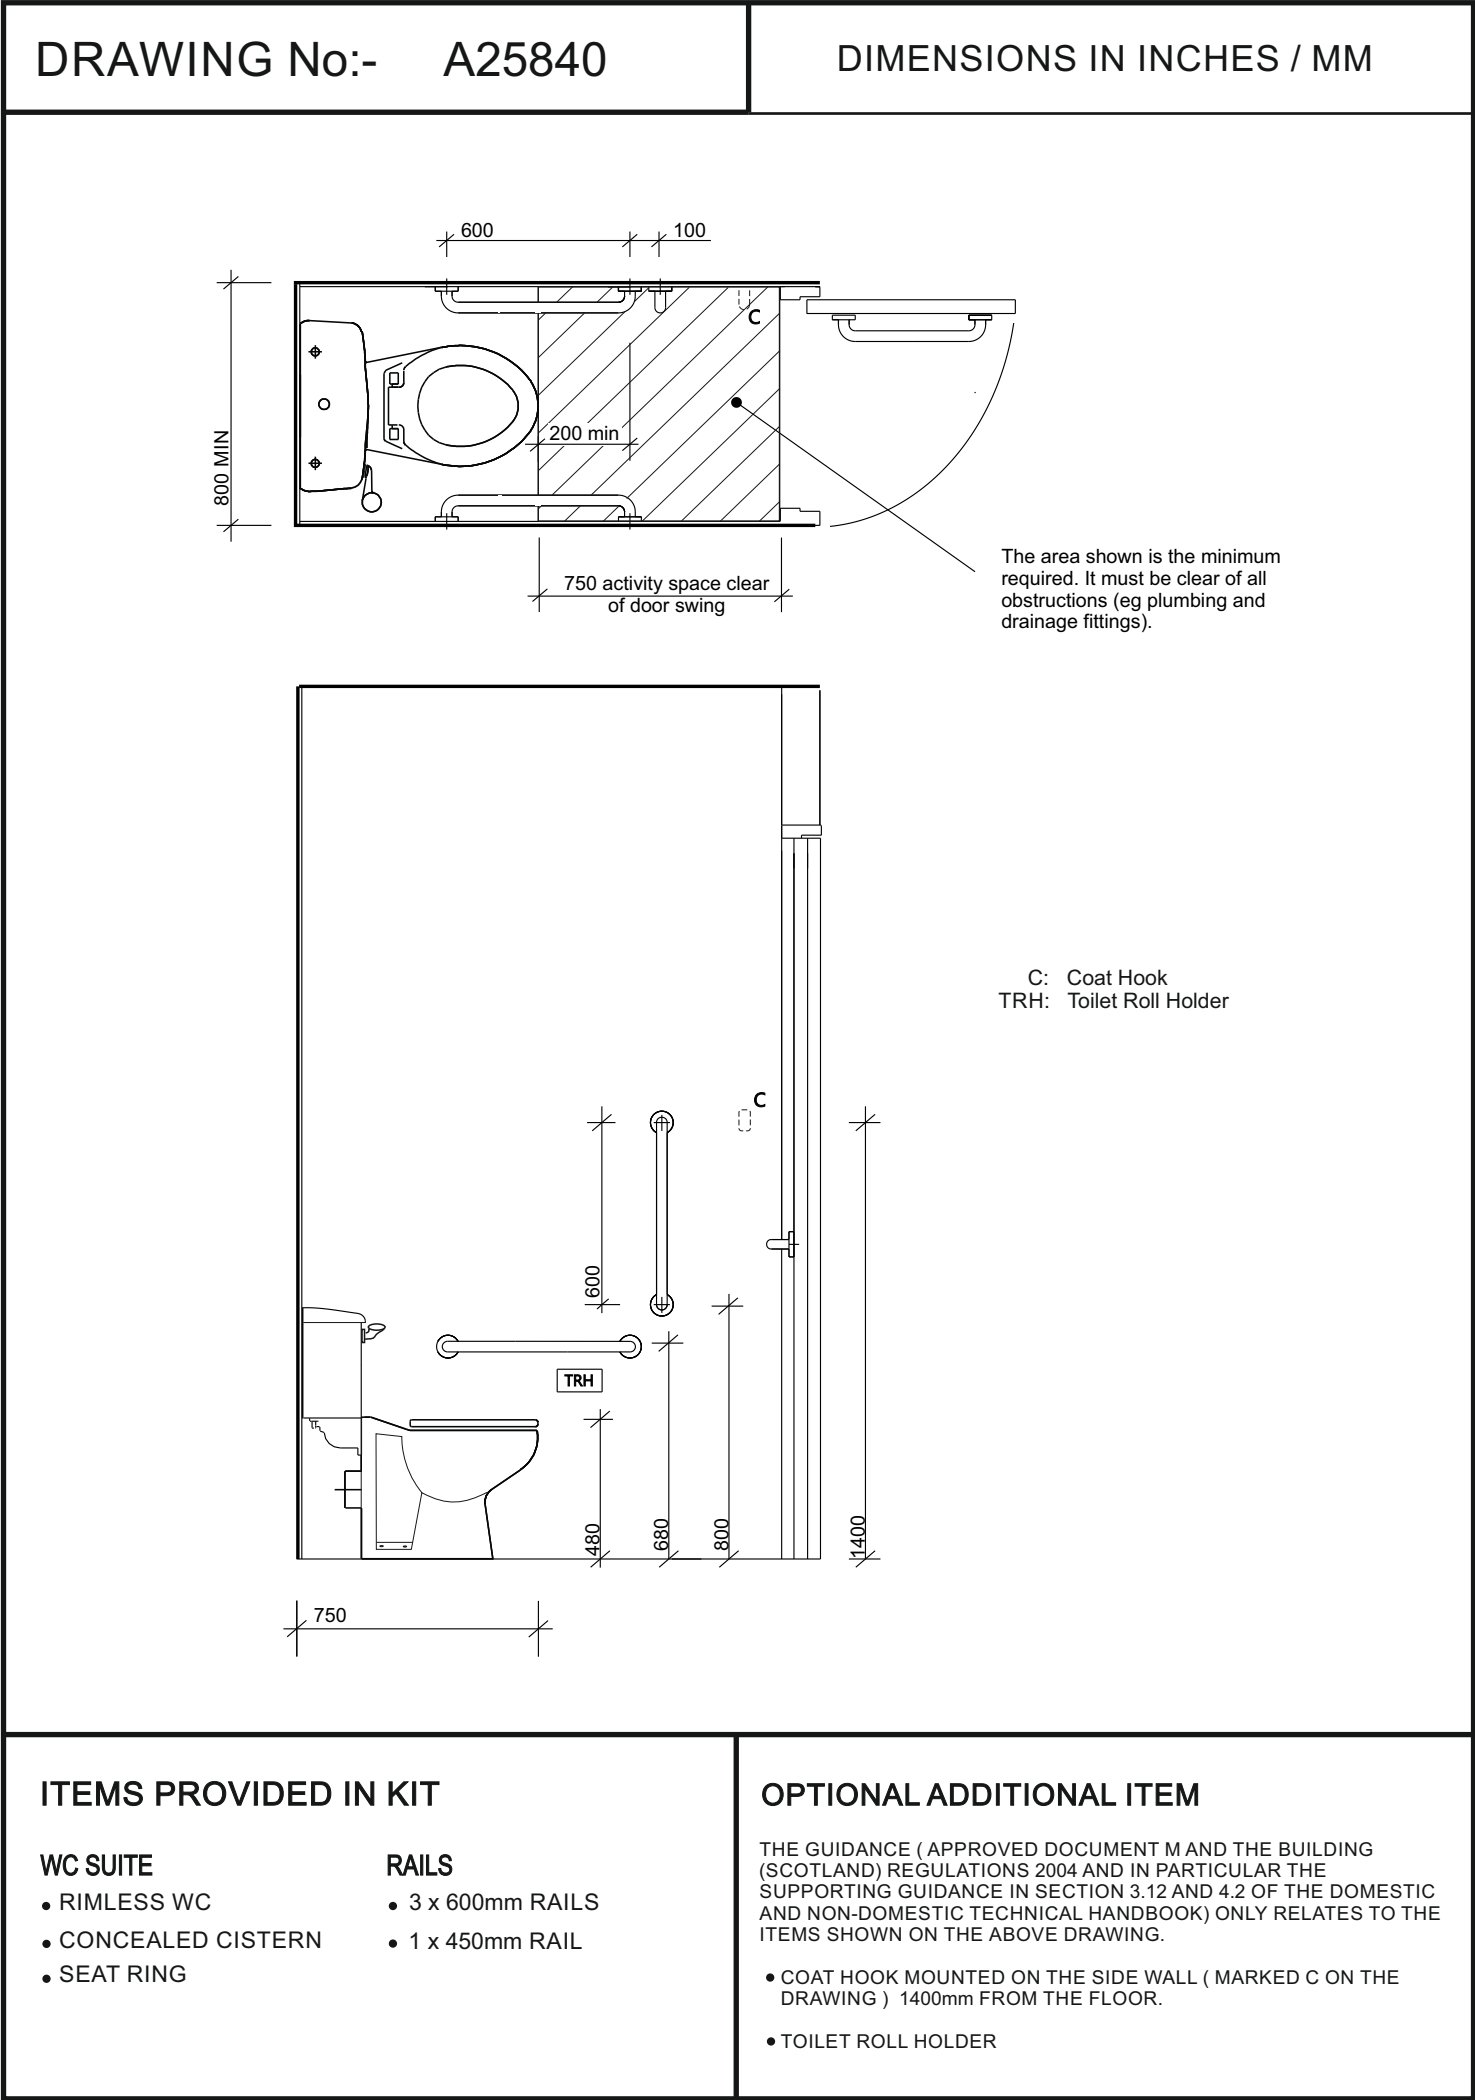 DRAWING No:- A25840
DIMENSIONS IN INCHES / MM
600
100
C
800 MIN
200 min
750 activity space clear
of door swing
The area shown is the minimum
required. It must be clear of all
obstructions (eg plumbing and
drainage fittings).
C: Coat Hook
TRH: Toilet Roll Holder
C
600
TRH
480
680
800
1400
750
ITEMS PROVIDED IN KIT
WC SUITE
• RIMLESS WC
• CONCEALED CISTERN
• SEAT RING
RAILS
• 3 x 600mm RAILS
• 1 x 450mm RAIL
OPTIONAL ADDITIONAL ITEM
THE GUIDANCE ( APPROVED DOCUMENT M AND THE BUILDING
(SCOTLAND) REGULATIONS 2004 AND IN PARTICULAR THE
SUPPORTING GUIDANCE IN SECTION 3.12 AND 4.2 OF THE DOMESTIC
AND NON-DOMESTIC TECHNICAL HANDBOOK) ONLY RELATES TO THE
ITEMS SHOWN ON THE ABOVE DRAWING.
• COAT HOOK MOUNTED ON THE SIDE WALL ( MARKED C ON THE
DRAWING ) 1400mm FROM THE FLOOR.
• TOILET ROLL HOLDER